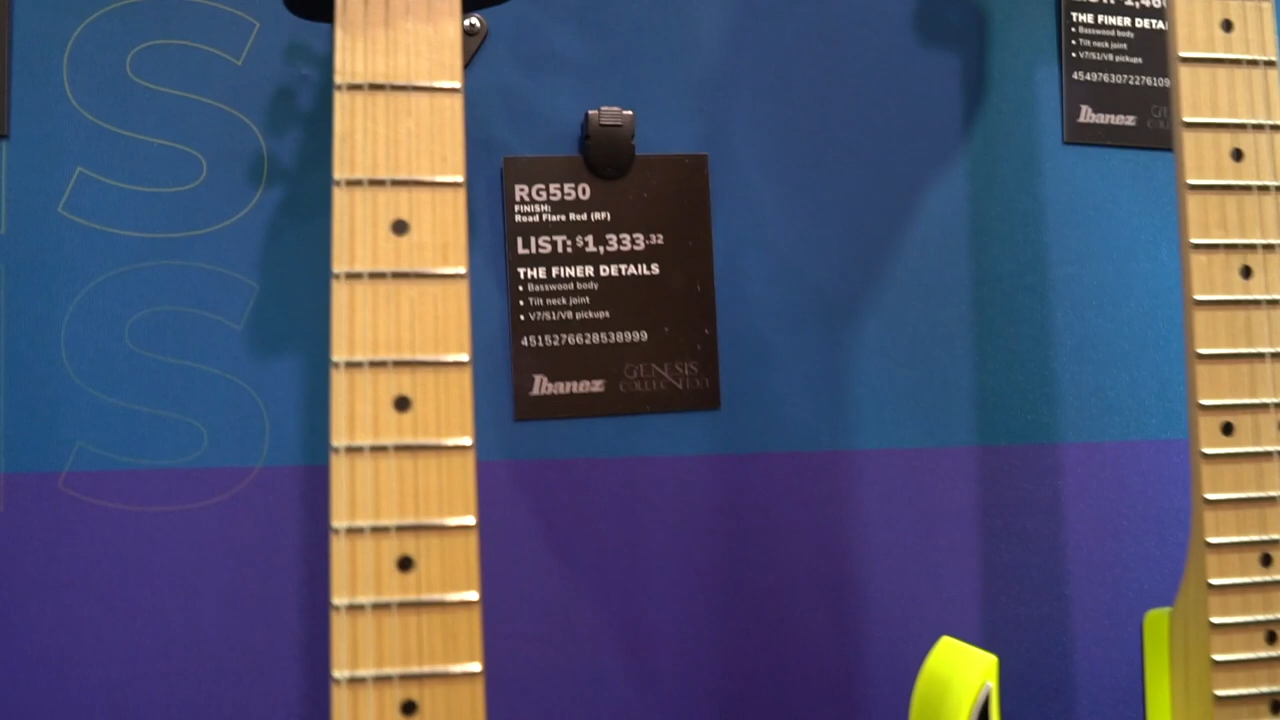 S
S
RG550
FINISH:
Road Flare Red (RF)
LIST: $1,333.32
THE FINER DETAILS
• Basswood body
• Tilt neck joint
• V7/S1/V8 pickups
4515276628538999
Ibanez GENESIS COLLECTION
THE FINER DETA
• Basswood body
• Tilt neck joint
• V7/S1/V8 pickups
4549763072276109
Ibanez